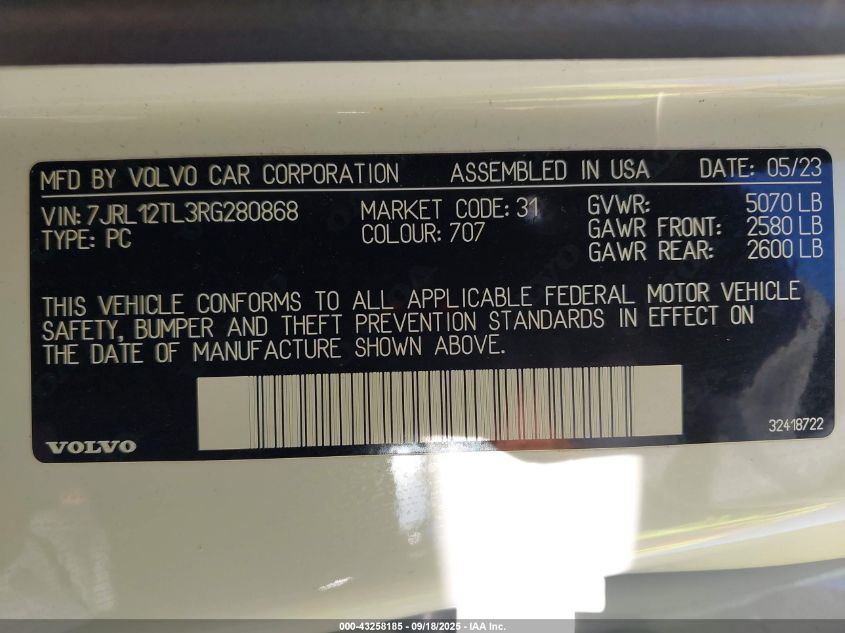 MFD BY VOLVO CAR CORPORATION ASSEMBLED IN USA DATE: 05/23
VIN: 7JRL12TL3RG280868 MARKET CODE: 31 GVWR: 5070 LB
TYPE: PC COLOUR: 707 GAWR FRONT: 2580 LB
GAWR REAR: 2600 LB
THIS VEHICLE CONFORMS TO ALL APPLICABLE FEDERAL MOTOR VEHICLE
SAFETY, BUMPER AND THEFT PREVENTION STANDARDS IN EFFECT ON
THE DATE OF MANUFACTURE SHOWN ABOVE.
VOLVO 32418722
000-43258185 - 09/18/2025 - IAA Inc.